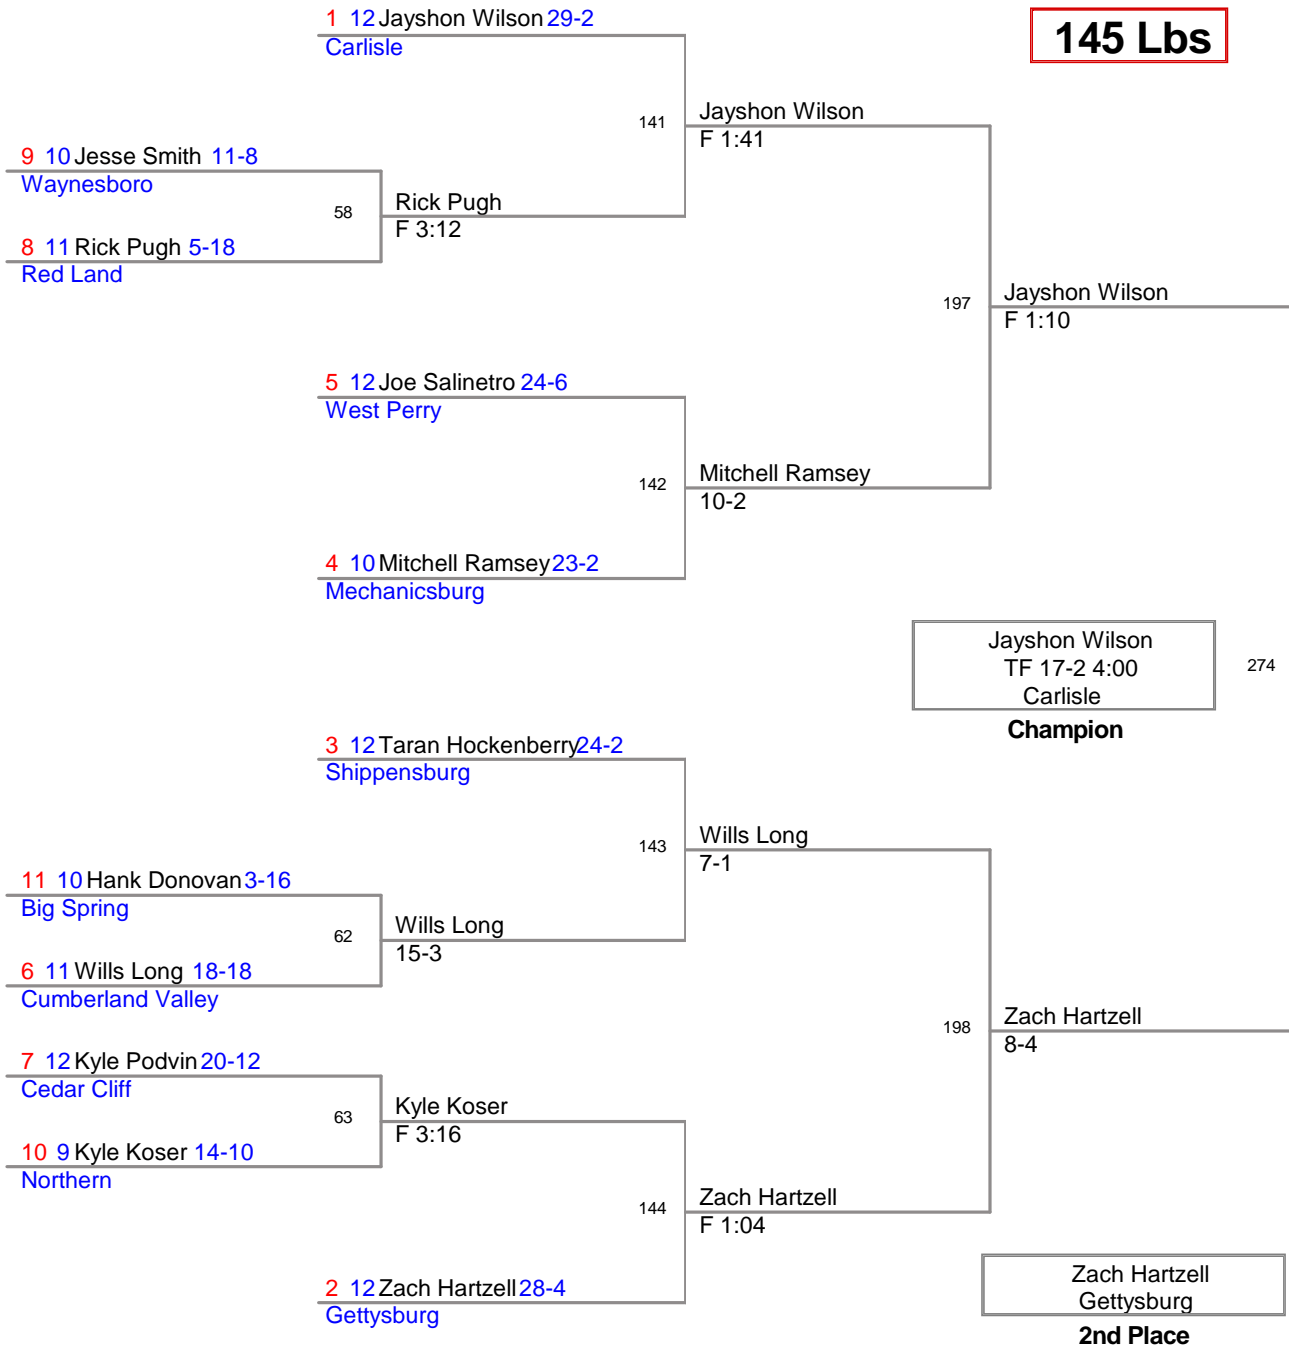 1 12 Jayshon Wilson 29-2
Carlisle
145 Lbs
141
Jayshon Wilson
F 1:41
9 10 Jesse Smith 11-8
Waynesboro
58
Rick Pugh
F 3:12
8 11 Rick Pugh 5-18
Red Land
197
Jayshon Wilson
F 1:10
5 12 Joe Salinetro 24-6
West Perry
142
Mitchell Ramsey
10-2
4 10 Mitchell Ramsey 23-2
Mechanicsburg
Jayshon Wilson
TF 17-2 4:00
Carlisle
274
Champion
3 12 Taran Hockenberry 24-2
Shippensburg
143
Wills Long
7-1
11 10 Hank Donovan 3-16
Big Spring
62
Wills Long
15-3
6 11 Wills Long 18-18
Cumberland Valley
198
Zach Hartzell
8-4
7 12 Kyle Podvin 20-12
Cedar Cliff
63
Kyle Koser
F 3:16
10 9 Kyle Koser 14-10
Northern
144
Zach Hartzell
F 1:04
2 12 Zach Hartzell 28-4
Gettysburg
Zach Hartzell
Gettysburg
2nd Place